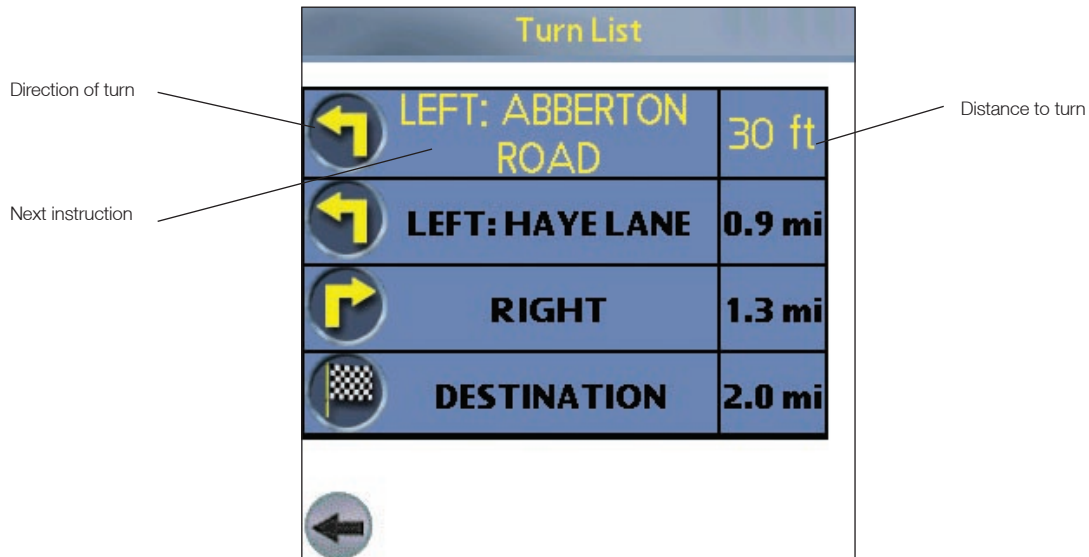 Turn List
Direction of turn
LEFT: ABBERTON
ROAD
30 ft
Distance to turn
Next instruction
LEFT: HAYE LANE
0.9 mi
RIGHT
1.3 mi
DESTINATION
2.0 mi